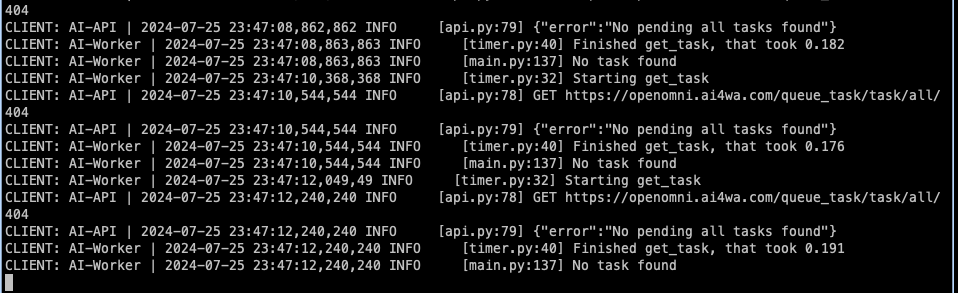 404
CLIENT: AI-API | 2024-07-25 23:47:08,862,862 INFO     [api.py:79] {"error":"No pending all tasks found"}
CLIENT: AI-Worker | 2024-07-25 23:47:08,863,863 INFO     [timer.py:40] Finished get_task, that took 0.182
CLIENT: AI-Worker | 2024-07-25 23:47:08,863,863 INFO     [main.py:137] No task found
CLIENT: AI-Worker | 2024-07-25 23:47:10,368,368 INFO     [timer.py:32] Starting get_task
CLIENT: AI-API | 2024-07-25 23:47:10,544,544 INFO     [api.py:78] GET https://openomni.ai4wa.com/queue_task/task/all/
404
CLIENT: AI-API | 2024-07-25 23:47:10,544,544 INFO     [api.py:79] {"error":"No pending all tasks found"}
CLIENT: AI-Worker | 2024-07-25 23:47:10,544,544 INFO     [timer.py:40] Finished get_task, that took 0.176
CLIENT: AI-Worker | 2024-07-25 23:47:10,544,544 INFO     [main.py:137] No task found
CLIENT: AI-Worker | 2024-07-25 23:47:12,049,49 INFO     [timer.py:32] Starting get_task
CLIENT: AI-API | 2024-07-25 23:47:12,240,240 INFO     [api.py:78] GET https://openomni.ai4wa.com/queue_task/task/all/
404
CLIENT: AI-API | 2024-07-25 23:47:12,240,240 INFO     [api.py:79] {"error":"No pending all tasks found"}
CLIENT: AI-Worker | 2024-07-25 23:47:12,240,240 INFO     [timer.py:40] Finished get_task, that took 0.191
CLIENT: AI-Worker | 2024-07-25 23:47:12,240,240 INFO     [main.py:137] No task found